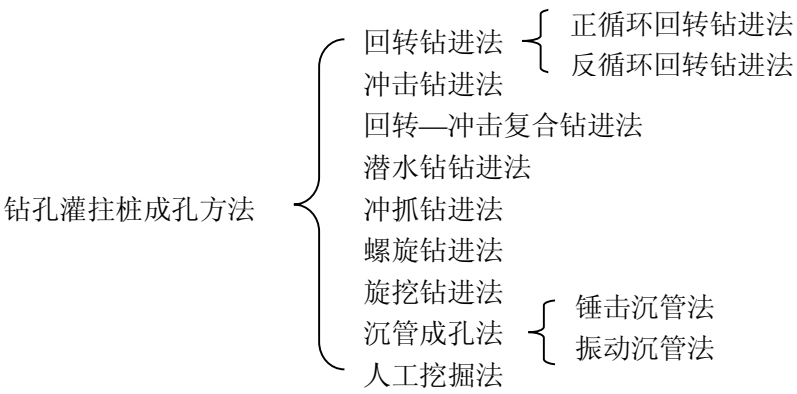 钻孔灌拄桩成孔方法
回转钻进法
正循环回转钻进法
反循环回转钻进法
冲击钻进法
回转—冲击复合钻进法
潜水钻钻进法
冲抓钻进法
螺旋钻进法
旋挖钻进法
沉管成孔法
锤击沉管法
振动沉管法
人工挖掘法